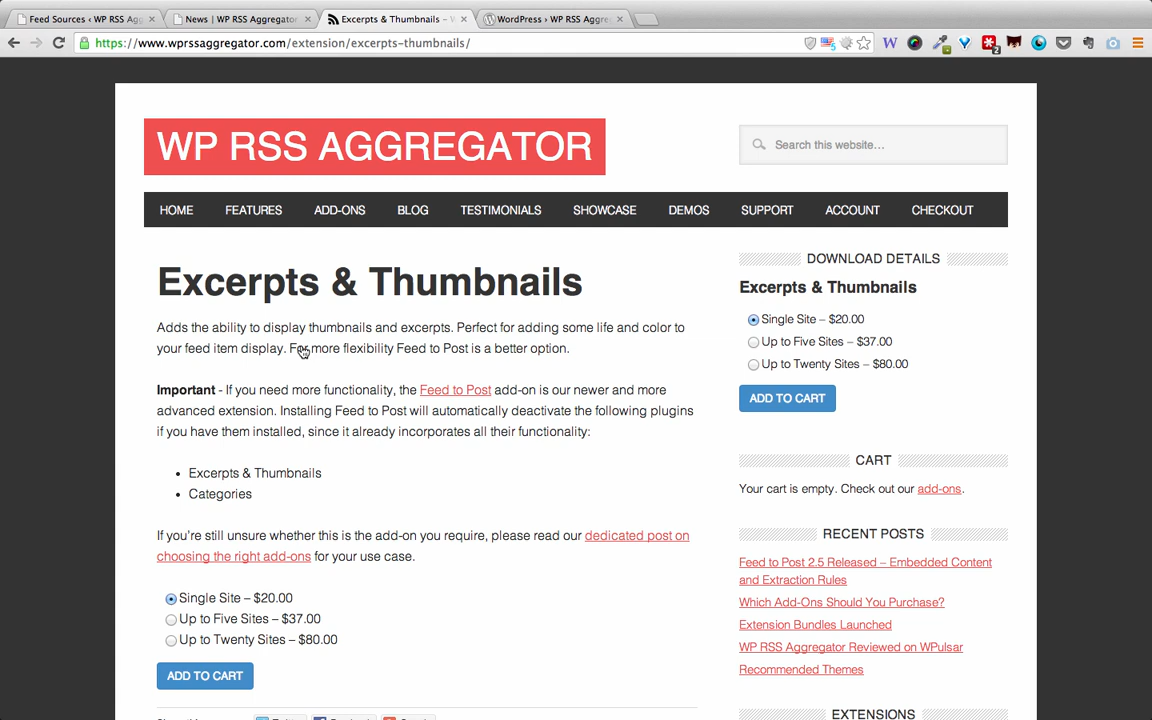 Feed Sources ‹ WP RSS Ag
News | WP RSS Aggregator
Excerpts & Thumbnails –
WordPress › WP RSS Aggre
https://www.wprssaggregator.com/extension/excerpts-thumbnails/
WP RSS AGGREGATOR
Search this website…
HOME FEATURES ADD-ONS BLOG TESTIMONIALS SHOWCASE DEMOS SUPPORT ACCOUNT CHECKOUT
Excerpts & Thumbnails
Adds the ability to display thumbnails and excerpts. Perfect for adding some life and color to
your feed item display. For more flexibility Feed to Post is a better option.
Important - If you need more functionality, the Feed to Post add-on is our newer and more
advanced extension. Installing Feed to Post will automatically deactivate the following plugins
if you have them installed, since it already incorporates all their functionality:
• Excerpts & Thumbnails
• Categories
If you're still unsure whether this is the add-on you require, please read our dedicated post on
choosing the right add-ons for your use case.
Single Site – $20.00
Up to Five Sites – $37.00
Up to Twenty Sites – $80.00
ADD TO CART
DOWNLOAD DETAILS
Excerpts & Thumbnails
Single Site – $20.00
Up to Five Sites – $37.00
Up to Twenty Sites – $80.00
ADD TO CART
CART
Your cart is empty. Check out our add-ons.
RECENT POSTS
Feed to Post 2.5 Released – Embedded Content
and Extraction Rules
Which Add-Ons Should You Purchase?
Extension Bundles Launched
WP RSS Aggregator Reviewed on WPulsar
Recommended Themes
EXTENSIONS